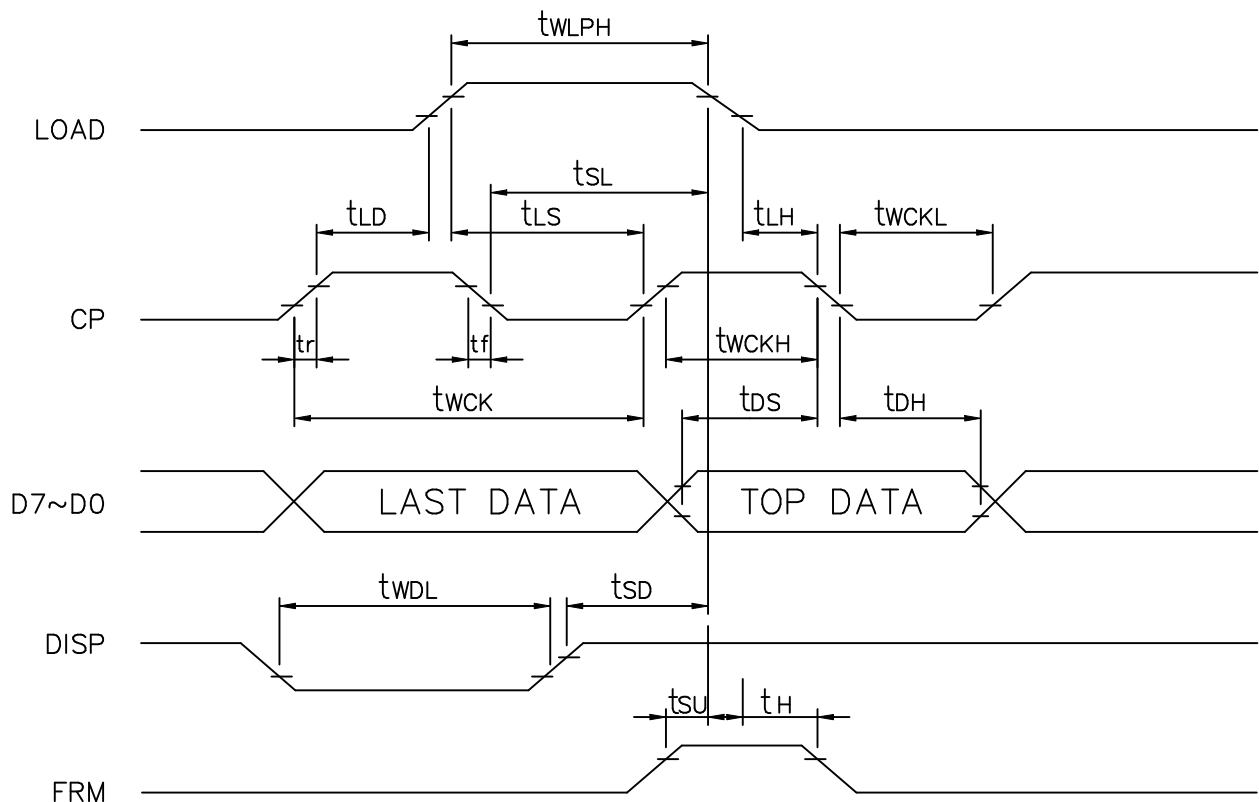 tWLPH
LOAD
tSL
tLD tLS tLH tWCKL
CP
tr tf tWCKH
tWCK tDS tDH
D7~D0 LAST DATA TOP DATA
tWDL tSD
DISP
tSU tH
FRM